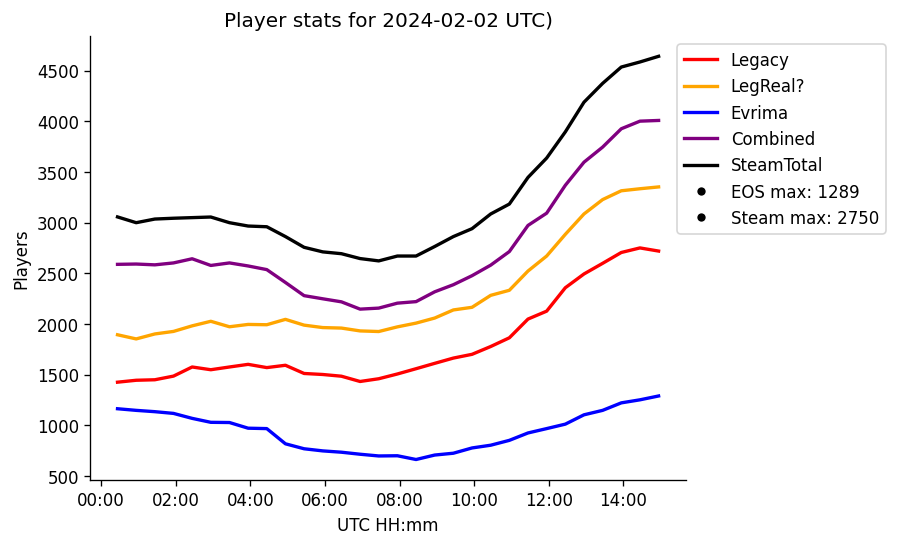 Player stats for 2024-02-02 UTC)
4500
4000
3500
3000
2500
2000
1500
1000
500
Players
00:00 02:00 04:00 06:00 08:00 10:00 12:00 14:00
UTC HH:mm
Legacy
LegReal?
Evrima
Combined
SteamTotal
EOS max: 1289
Steam max: 2750